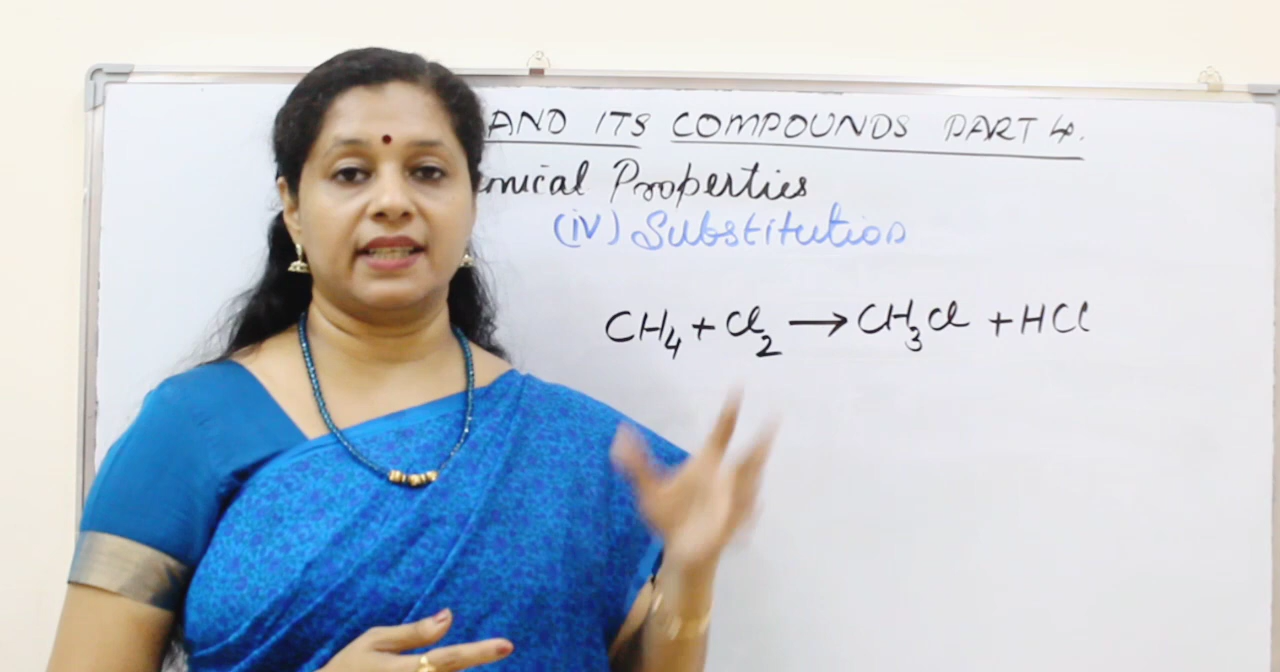 AND ITS COMPOUNDS PART 4.
mical Properties
(iv) Substitution
CH₄ + Cl₂ → CH₃Cl + HCl